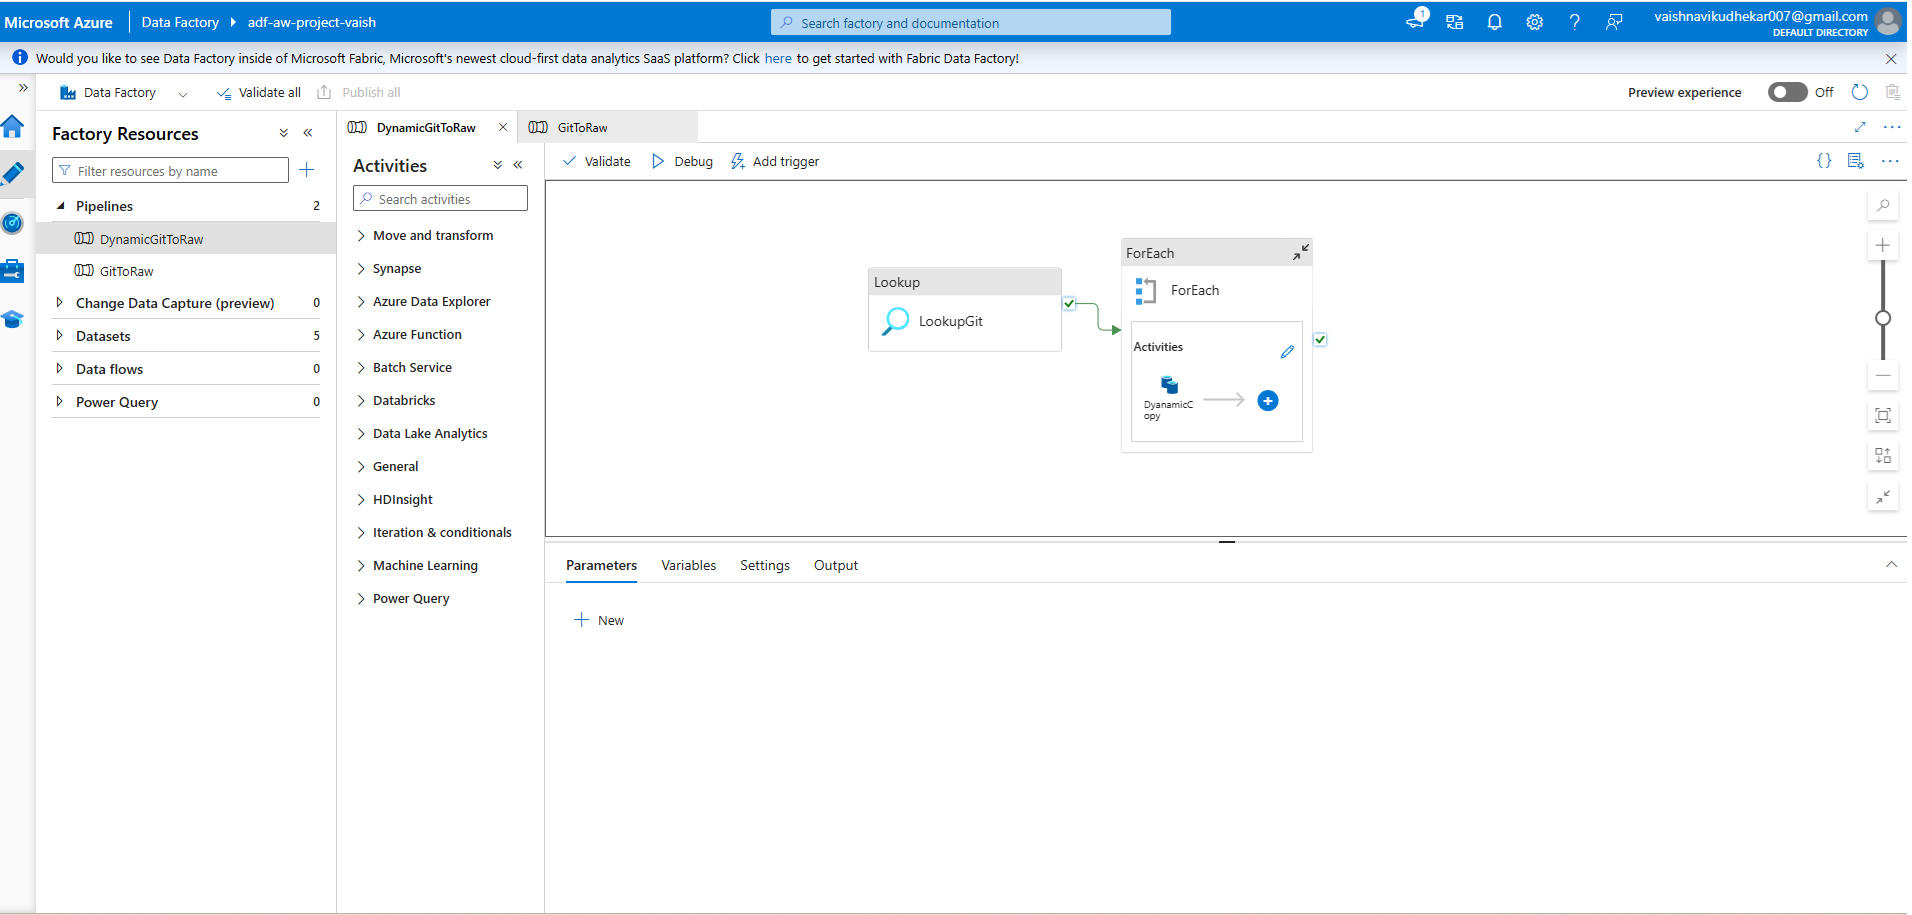 Microsoft Azure
Data Factory
adf-aw-project-vaish
Search factory and documentation
1
vaishnavikudhekar007@gmail.com
DEFAULT DIRECTORY
Would you like to see Data Factory inside of Microsoft Fabric, Microsoft's newest cloud-first data analytics SaaS platform? Click here to get started with Fabric Data Factory!
Data Factory
Validate all
Publish all
Preview experience
Off
Factory Resources
Filter resources by name
Pipelines 2
DynamicGitToRaw
GitToRaw
Change Data Capture (preview) 0
Datasets 5
Data flows 0
Power Query 0
DynamicGitToRaw
GitToRaw
Activities
Search activities
Move and transform
Synapse
Azure Data Explorer
Azure Function
Batch Service
Databricks
Data Lake Analytics
General
HDInsight
Iteration & conditionals
Machine Learning
Power Query
Validate
Debug
Add trigger
Lookup
LookupGit
ForEach
ForEach
Activities
DyanamicC
opy
Parameters
Variables
Settings
Output
New